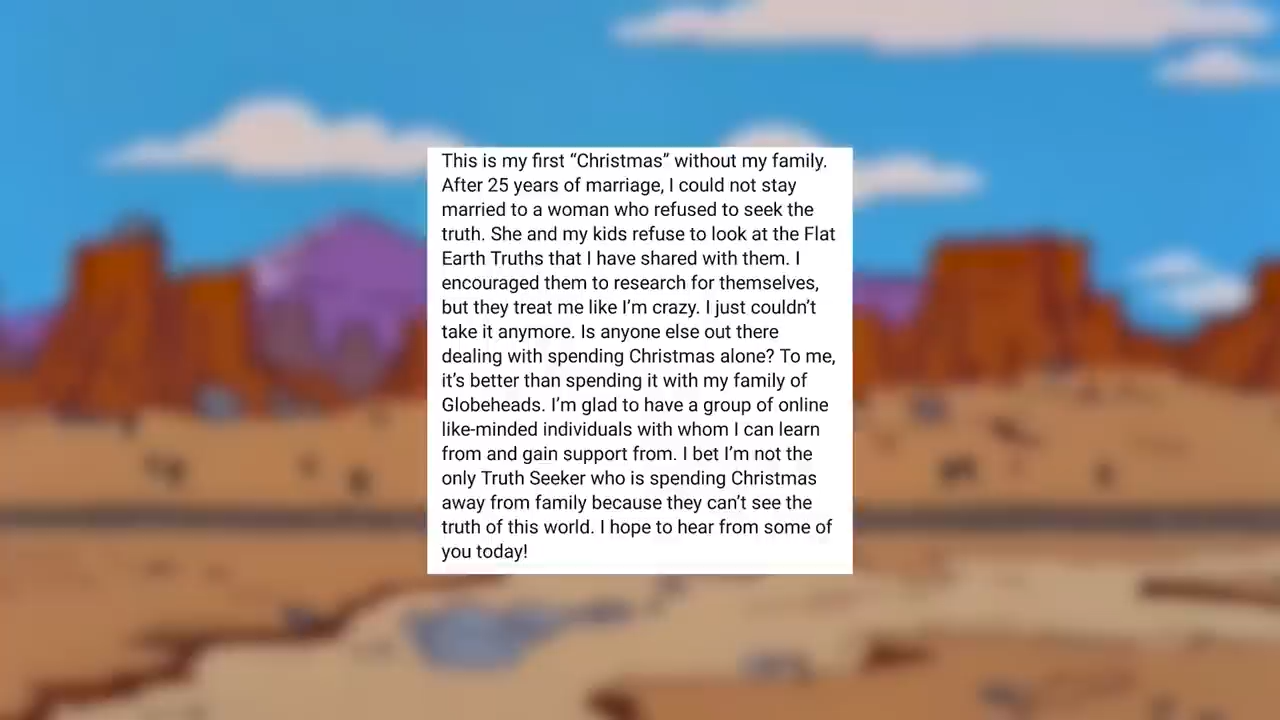 This is my first “Christmas” without my family.
After 25 years of marriage, I could not stay
married to a woman who refused to seek the
truth. She and my kids refuse to look at the Flat
Earth Truths that I have shared with them. I
encouraged them to research for themselves,
but they treat me like I’m crazy. I just couldn’t
take it anymore. Is anyone else out there
dealing with spending Christmas alone? To me,
it’s better than spending it with my family of
Globeheads. I’m glad to have a group of online
like-minded individuals with whom I can learn
from and gain support from. I bet I’m not the
only Truth Seeker who is spending Christmas
away from family because they can’t see the
truth of this world. I hope to hear from some of
you today!